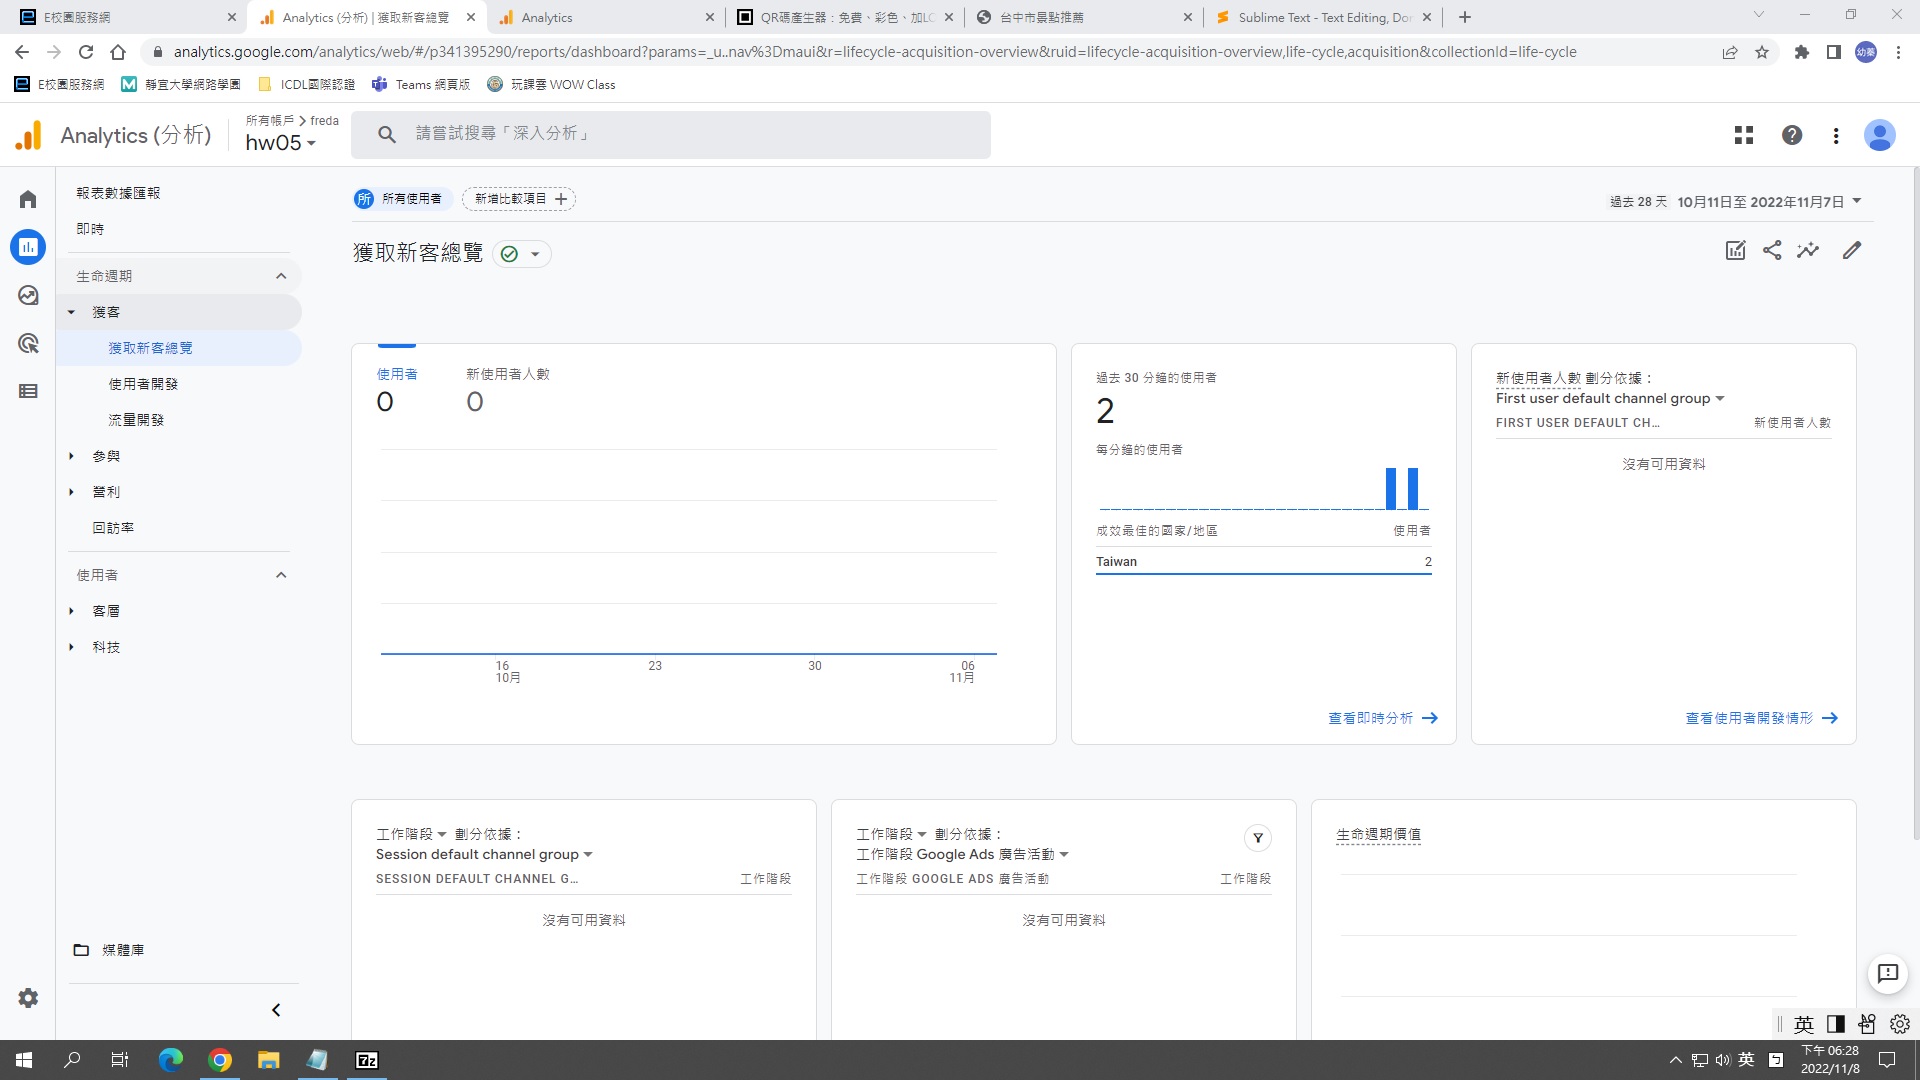 E校園服務網
Analytics (分析) | 獲取新客總覽
Analytics
QR碼產生器：免費、彩色、加LC
台中市景點推薦
Sublime Text - Text Editing, Do
analytics.google.com/analytics/web/#/p341395290/reports/dashboard?params=_u..nav%3Dmaui&r=lifecycle-acquisition-overview&ruid=lifecycle-acquisition-overview,life-cycle,acquisition&collectionId=life-cycle
幼蓁
E校園服務網
靜宜大學網路學園
ICDL國際認證
Teams 網頁版
玩課雲 WOW Class
Analytics (分析)
所有帳戶 > freda
hw05
請嘗試搜尋「深入分析」
報表數據匯報
即時
生命週期
獲客
獲取新客總覽
使用者開發
流量開發
參與
營利
回訪率
使用者
客層
科技
媒體庫
所 所有使用者
新增比較項目 +
過去 28 天 10月11日至 2022年11月7日
獲取新客總覽
使用者
0
新使用者人數
0
16
10月
23
30
06
11月
過去 30 分鐘的使用者
2
每分鐘的使用者
成效最佳的國家/地區 使用者
Taiwan 2
查看即時分析
新使用者人數 劃分依據：
First user default channel group
FIRST USER DEFAULT CH... 新使用者人數
沒有可用資料
查看使用者開發情形
工作階段 劃分依據：
Session default channel group
SESSION DEFAULT CHANNEL G... 工作階段
沒有可用資料
工作階段 劃分依據：
工作階段 Google Ads 廣告活動
工作階段 GOOGLE ADS 廣告活動 工作階段
沒有可用資料
生命週期價值
英
7z
英
下午 06:28
2022/11/8